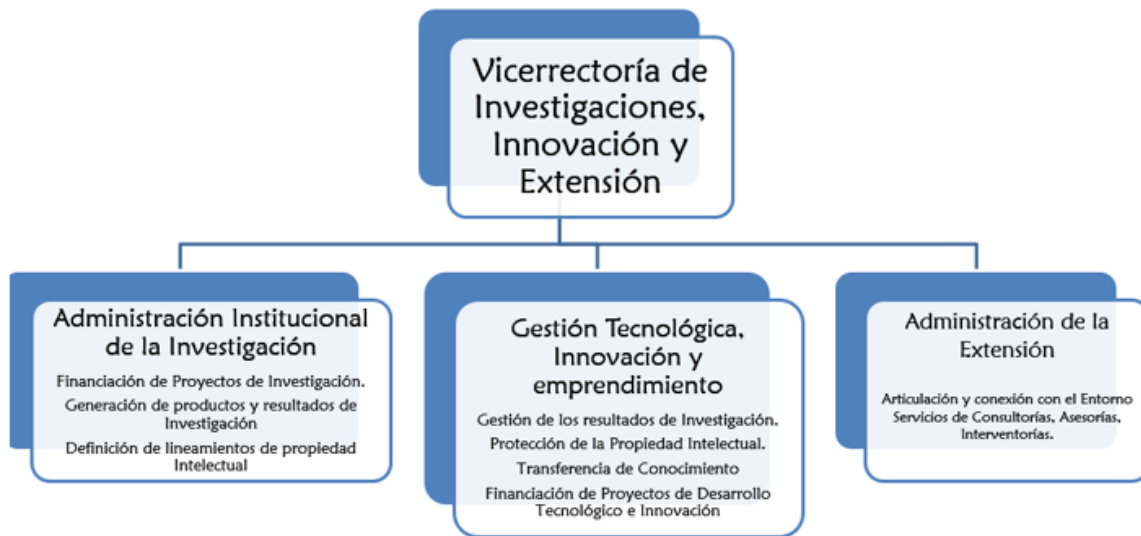 Vicerrectoría de
Investigaciones,
Innovación y
Extensión
Administración Institucional
de la Investigación
Financiación de Proyectos de Investigación.
Generación de productos y resultados de
Investigación
Definición de lineamientos de propiedad
Intelectual
Gestión Tecnológica,
Innovación y
emprendimiento
Gestión de los resultados de Investigación.
Protección de la Propiedad Intelectual.
Transferencia de Conocimiento
Financiación de Proyectos de Desarrollo
Tecnológico e Innovación
Administración de la
Extensión
Articulación y conexión con el Entorno
Servicios de Consultorías, Asesorías,
Interventorías.